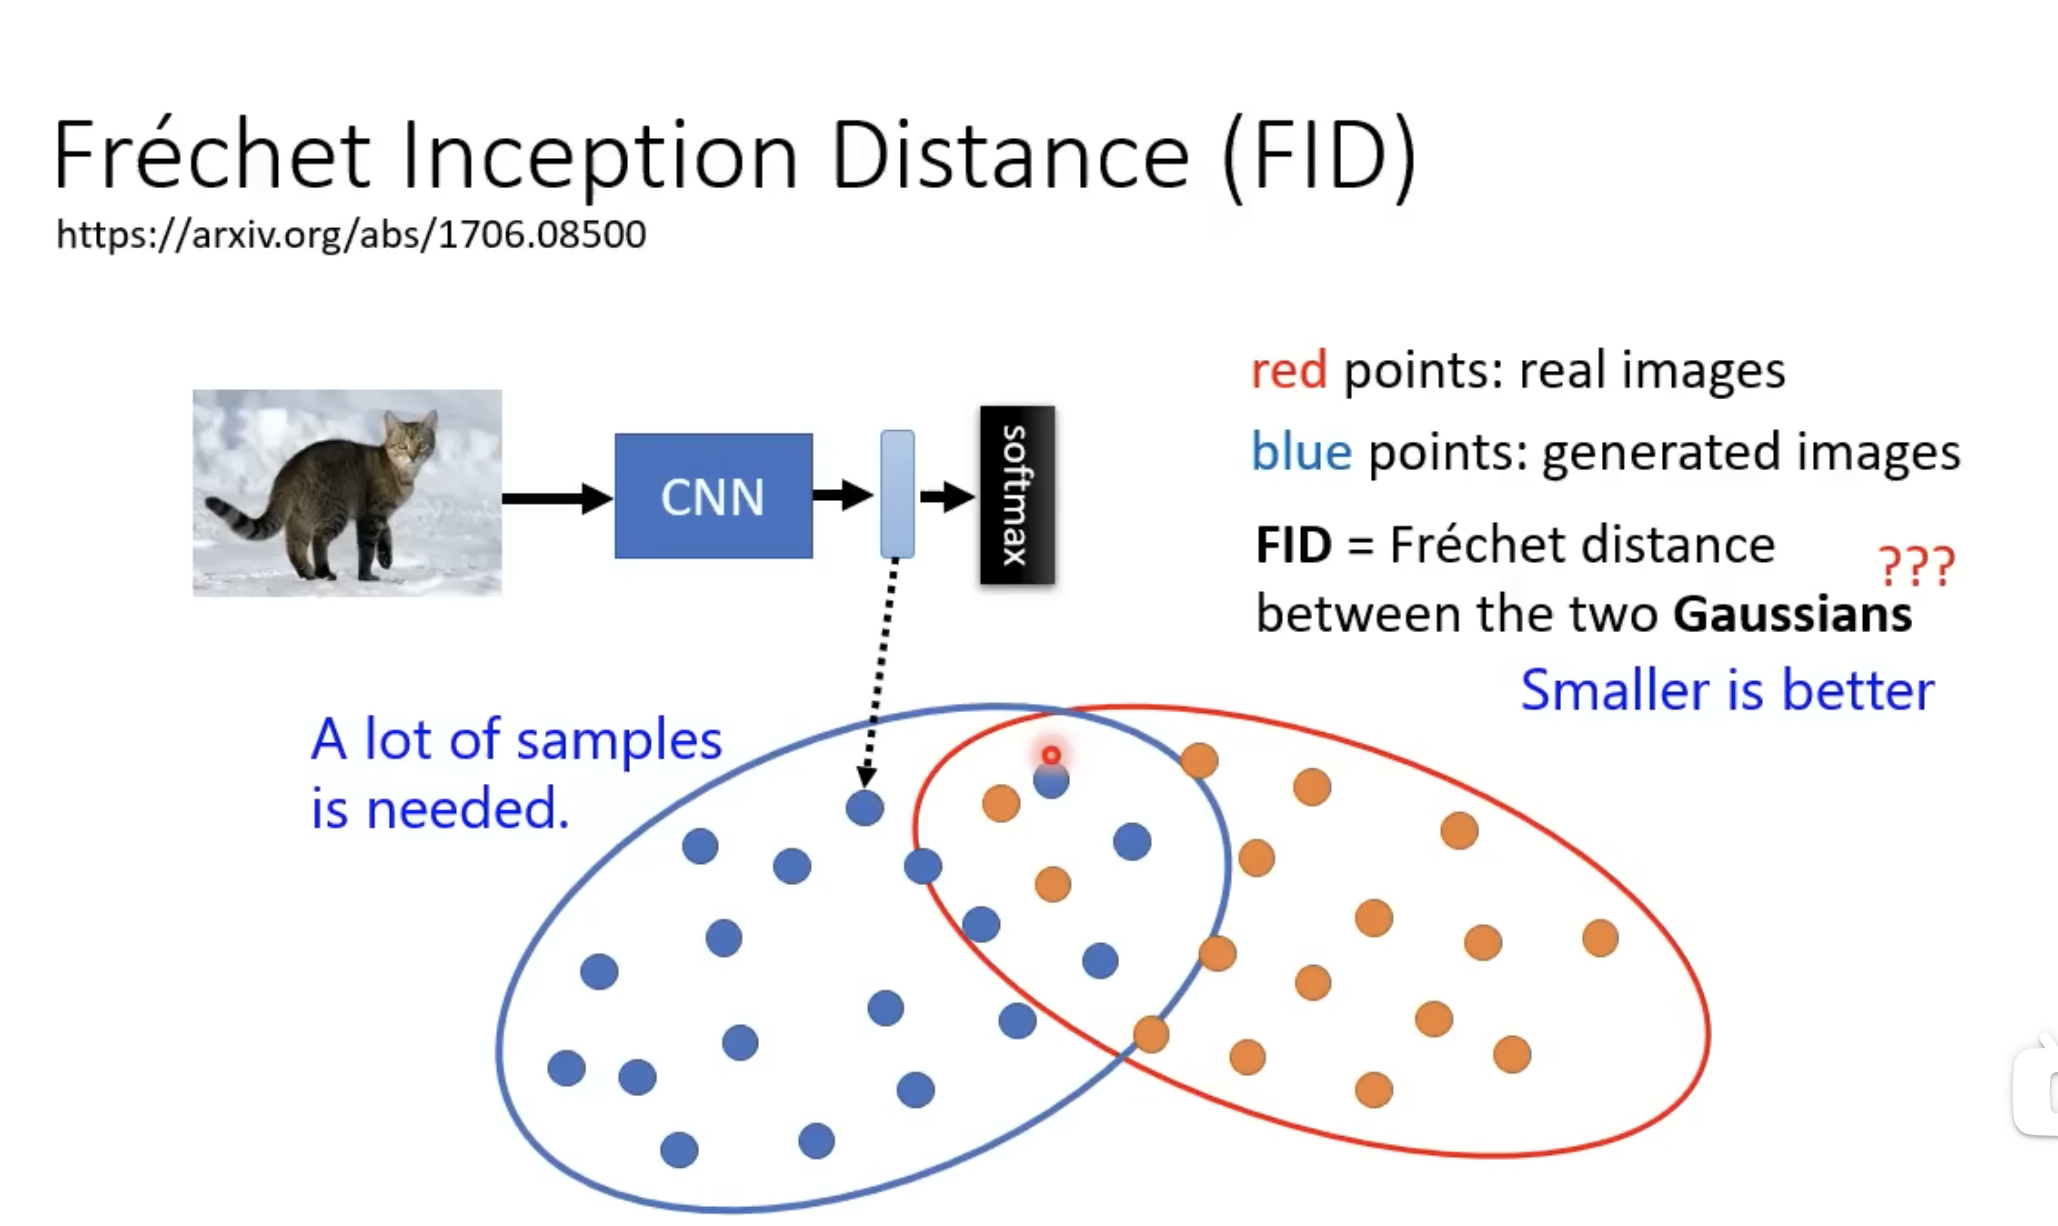 Fréchet Inception Distance (FID)
https://arxiv.org/abs/1706.08500
red points: real images
blue points: generated images
CNN
softmax
FID = Fréchet distance
???
between the two Gaussians
Smaller is better
A lot of samples
is needed.